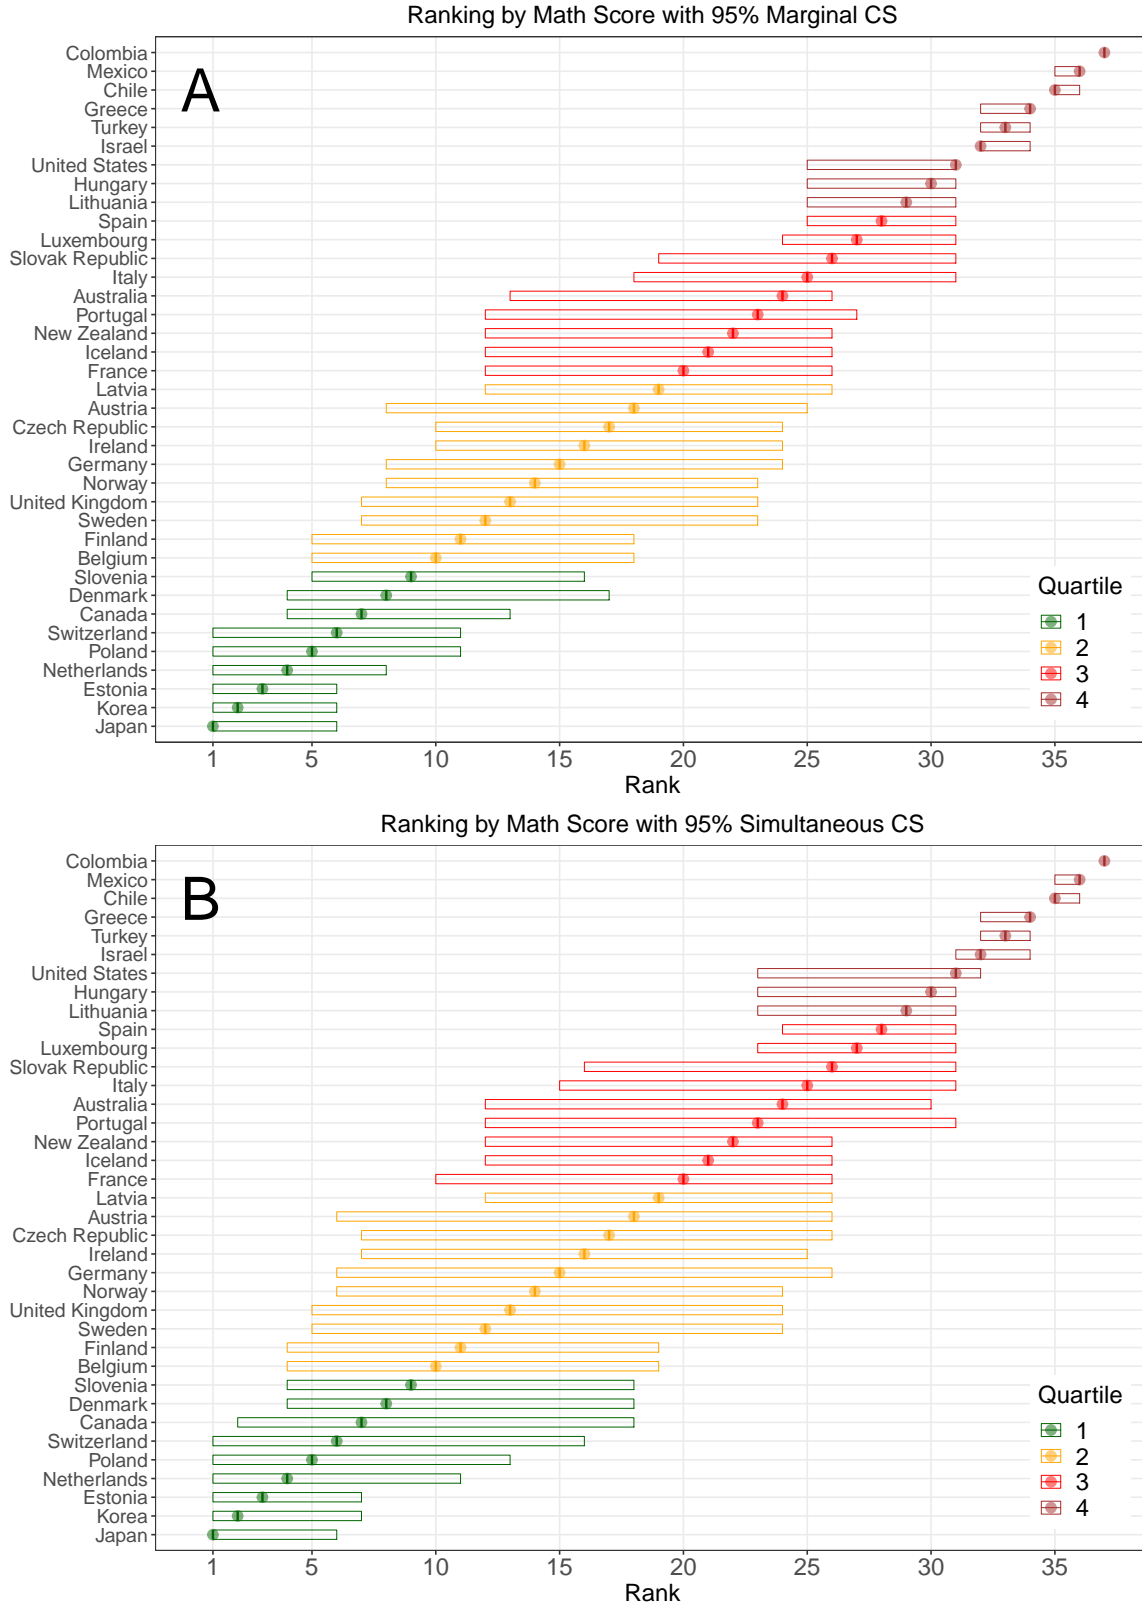 Ranking by Math Score with 95% Marginal CS
A
Colombia
Mexico
Chile
Greece
Turkey
Israel
United States
Hungary
Lithuania
Spain
Luxembourg
Slovak Republic
Italy
Australia
Portugal
New Zealand
Iceland
France
Latvia
Austria
Czech Republic
Ireland
Germany
Norway
United Kingdom
Sweden
Finland
Belgium
Slovenia
Denmark
Canada
Switzerland
Poland
Netherlands
Estonia
Korea
Japan
Quartile
1
2
3
4
1 5 10 15 20 25 30 35
Rank
Ranking by Math Score with 95% Simultaneous CS
B
Colombia
Mexico
Chile
Greece
Turkey
Israel
United States
Hungary
Lithuania
Spain
Luxembourg
Slovak Republic
Italy
Australia
Portugal
New Zealand
Iceland
France
Latvia
Austria
Czech Republic
Ireland
Germany
Norway
United Kingdom
Sweden
Finland
Belgium
Slovenia
Denmark
Canada
Switzerland
Poland
Netherlands
Estonia
Korea
Japan
Quartile
1
2
3
4
1 5 10 15 20 25 30 35
Rank